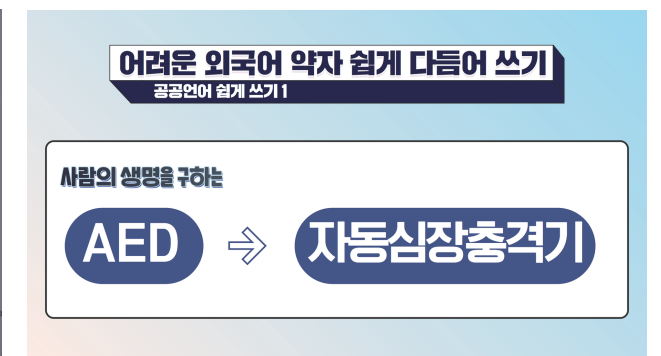 어려운 외국어 약자 쉽게 다듬어 쓰기
공공언어 쉽게 쓰기 1
사람의 생명을 구하는
AED ⇨ 자동심장충격기